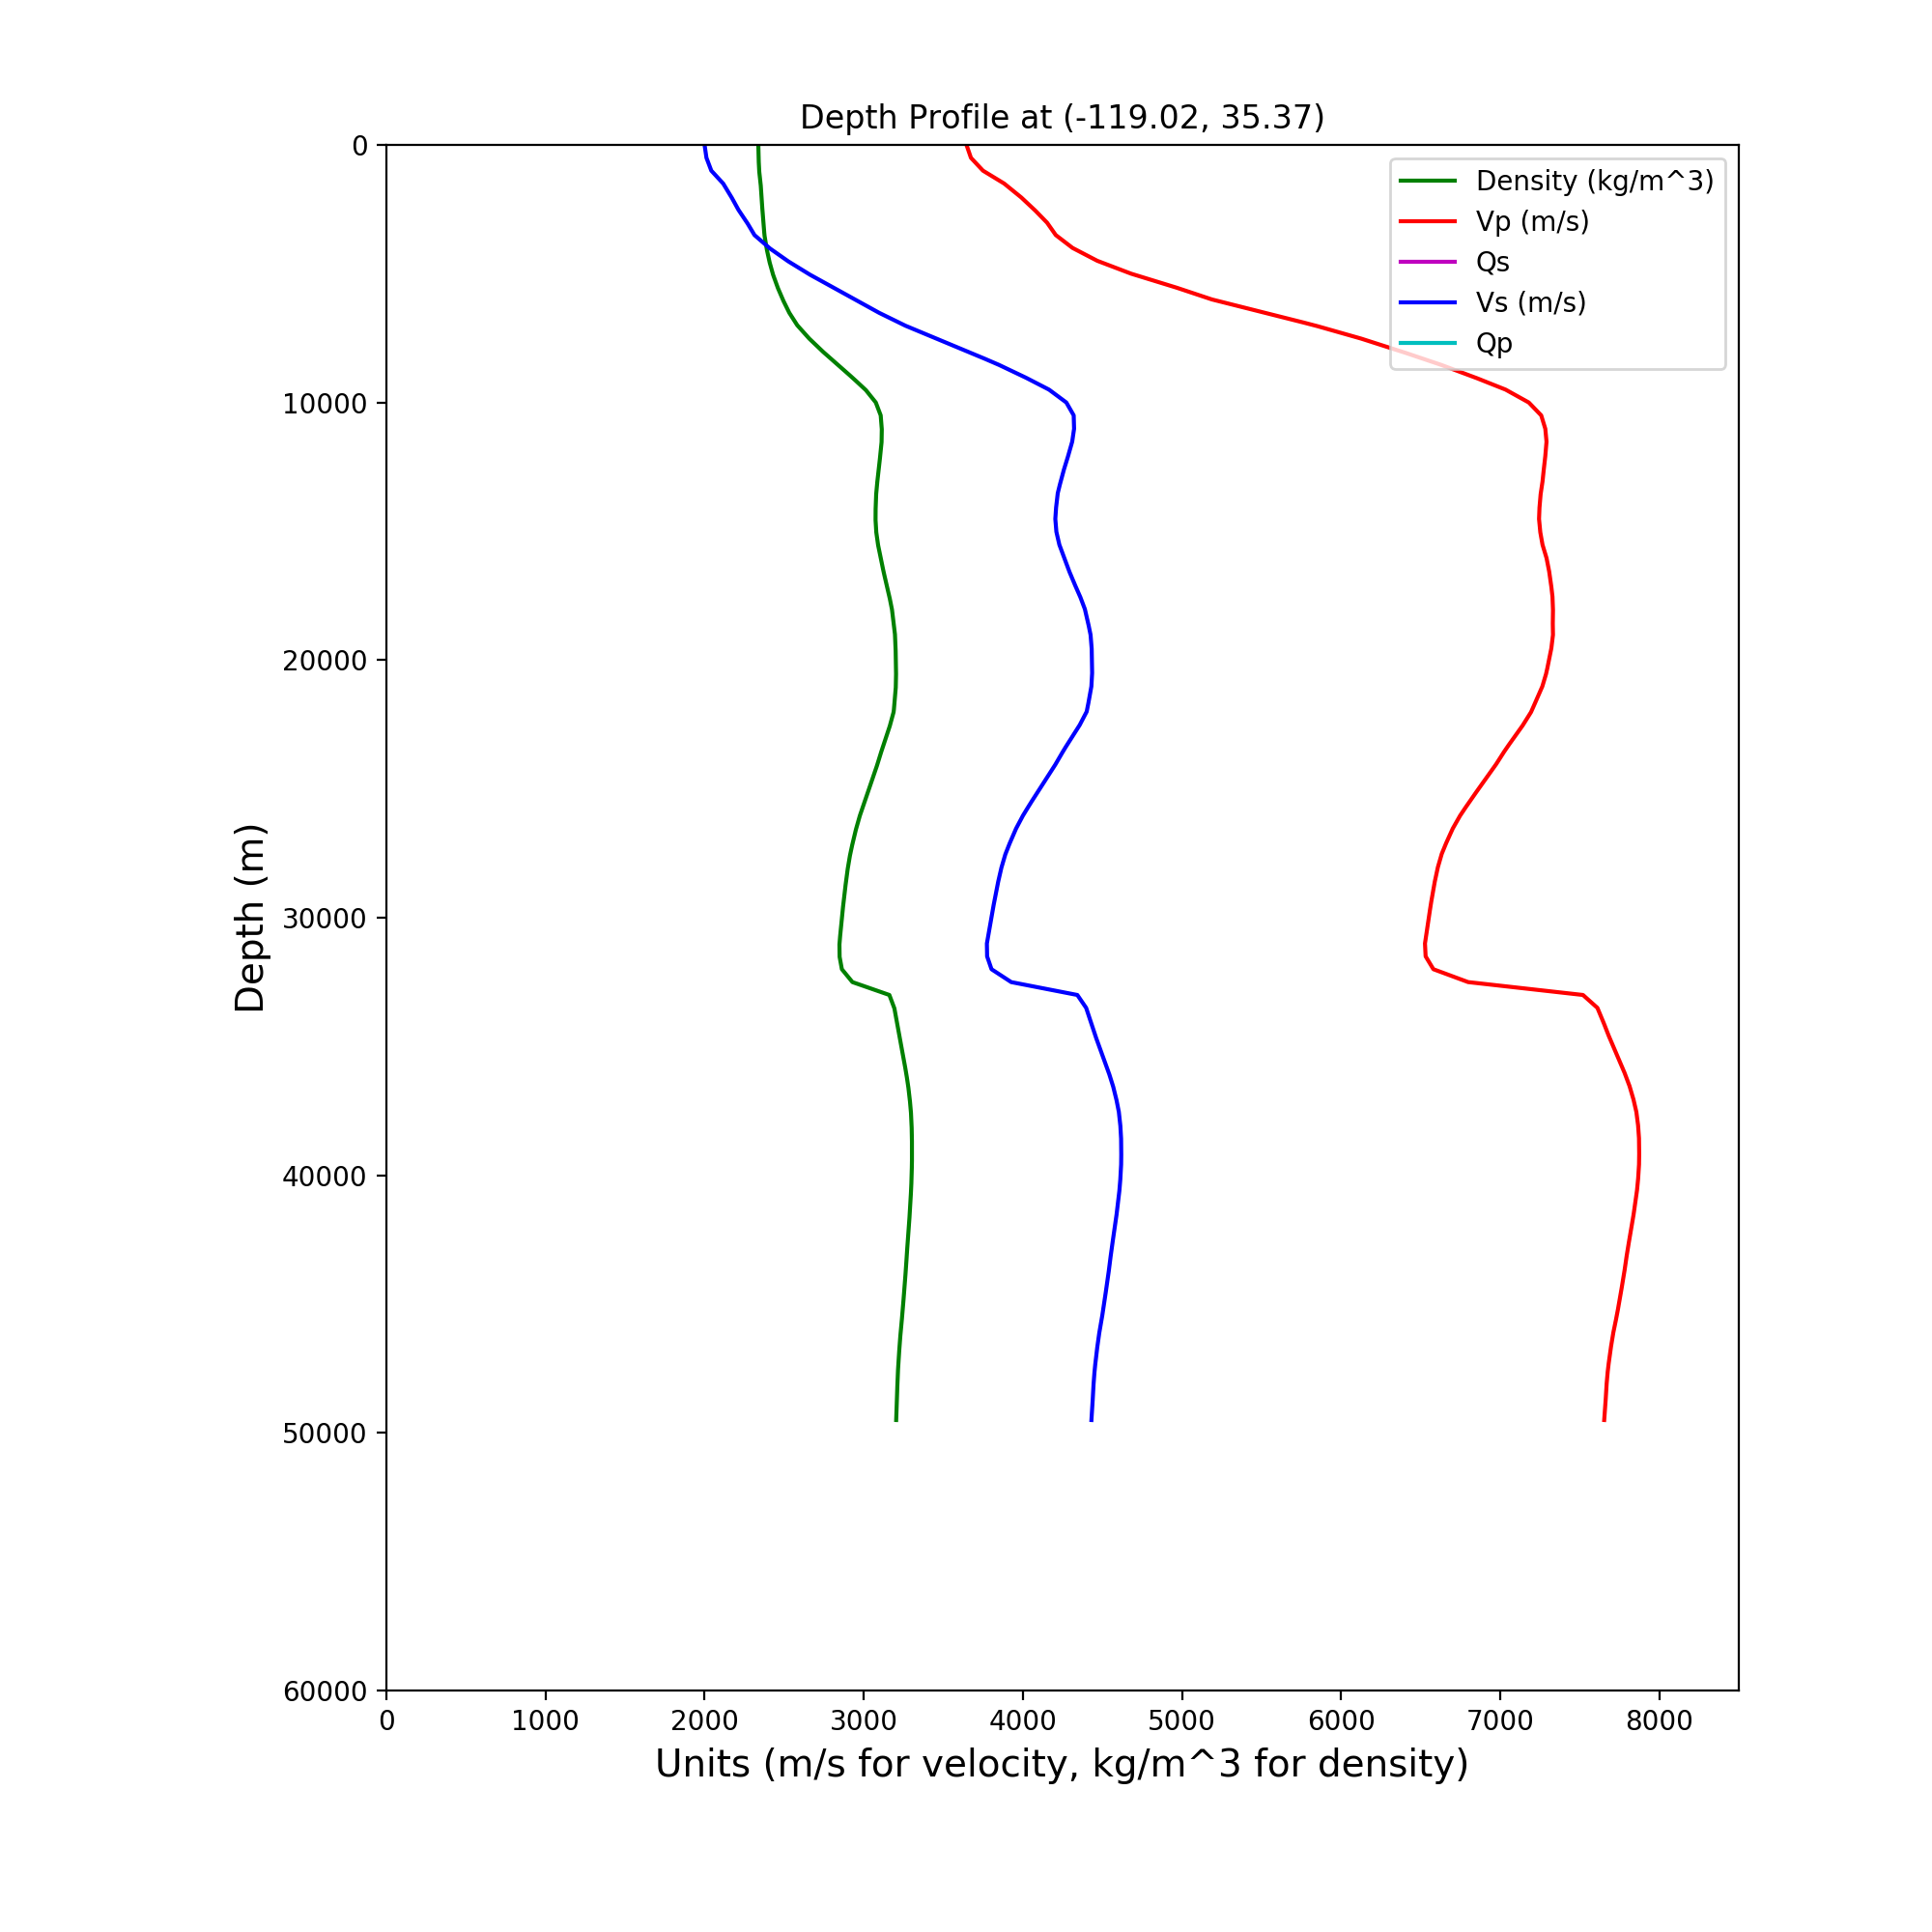 Depth Profile at (-119.02, 35.37)
Density (kg/m^3)
Vp (m/s)
Qs
Vs (m/s)
Qp
Depth (m)
0
10000
20000
30000
40000
50000
60000
0 1000 2000 3000 4000 5000 6000 7000 8000
Units (m/s for velocity, kg/m^3 for density)